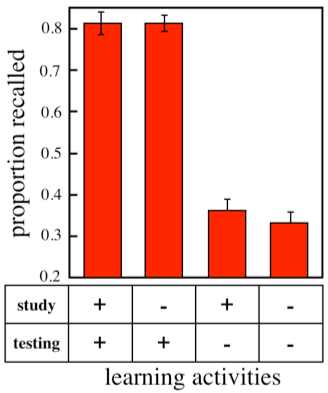 proportion recalled
0.8
0.7
0.6
0.5
0.4
0.3
0.2
study + - + -
testing + + - -
learning activities